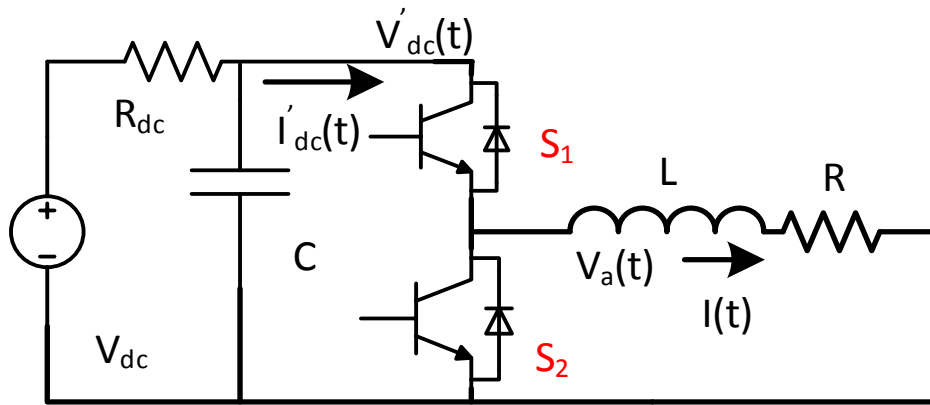 V'dc(t)
Rdc
I'dc(t)
S1
L
R
+
−
C
Va(t)
I(t)
Vdc
S2